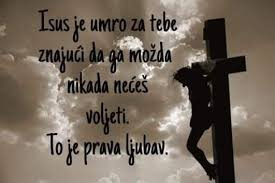 Isus je umro za tebe
znajući da ga možda
nikada nećeš
voljeti.
To je prava ljubav.